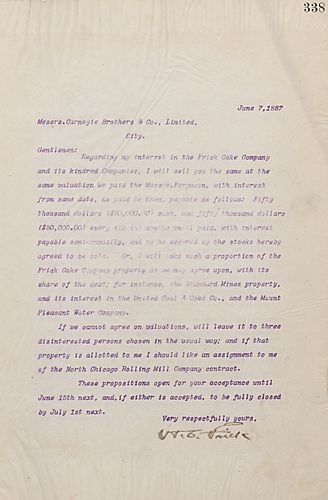 338
June 7, 1887
Messrs. Carnegie Brothers & Co., Limited,
City.
Gentlemen:
Regarding my interest in the Frick Coke Company
and its kindred Companies, I will sell you the same at the
same valuation we paid the Messrs. Ferguson, with interest
from same date, as paid to them, payable as follows: Fifty
thousand dollars ($50,000.00) cash, and fifty thousand dollars
($50,000.00) every six (6) months until paid, with interest
payable semi-annually, and to be secured by the stocks hereby
agreed to be sold. Or, I will take such a proportion of the
Frick Coke Company property as we may agree upon, with its
share of the debt; for instance, the Standard Mines property,
and its interest in the United Coal & Coke Co., and the Mount
Pleasant Water Company.
If we cannot agree on valuations, will leave it to three
disinterested persons chosen in the usual way; and if that
property is allotted to me I should like an assignment to me
of the North Chicago Rolling Mill Company contract.
These propositions open for your acceptance until
June 15th next, and, if either is accepted, to be fully closed
by July 1st next.
Very respectfully yours,
H. C. Frick